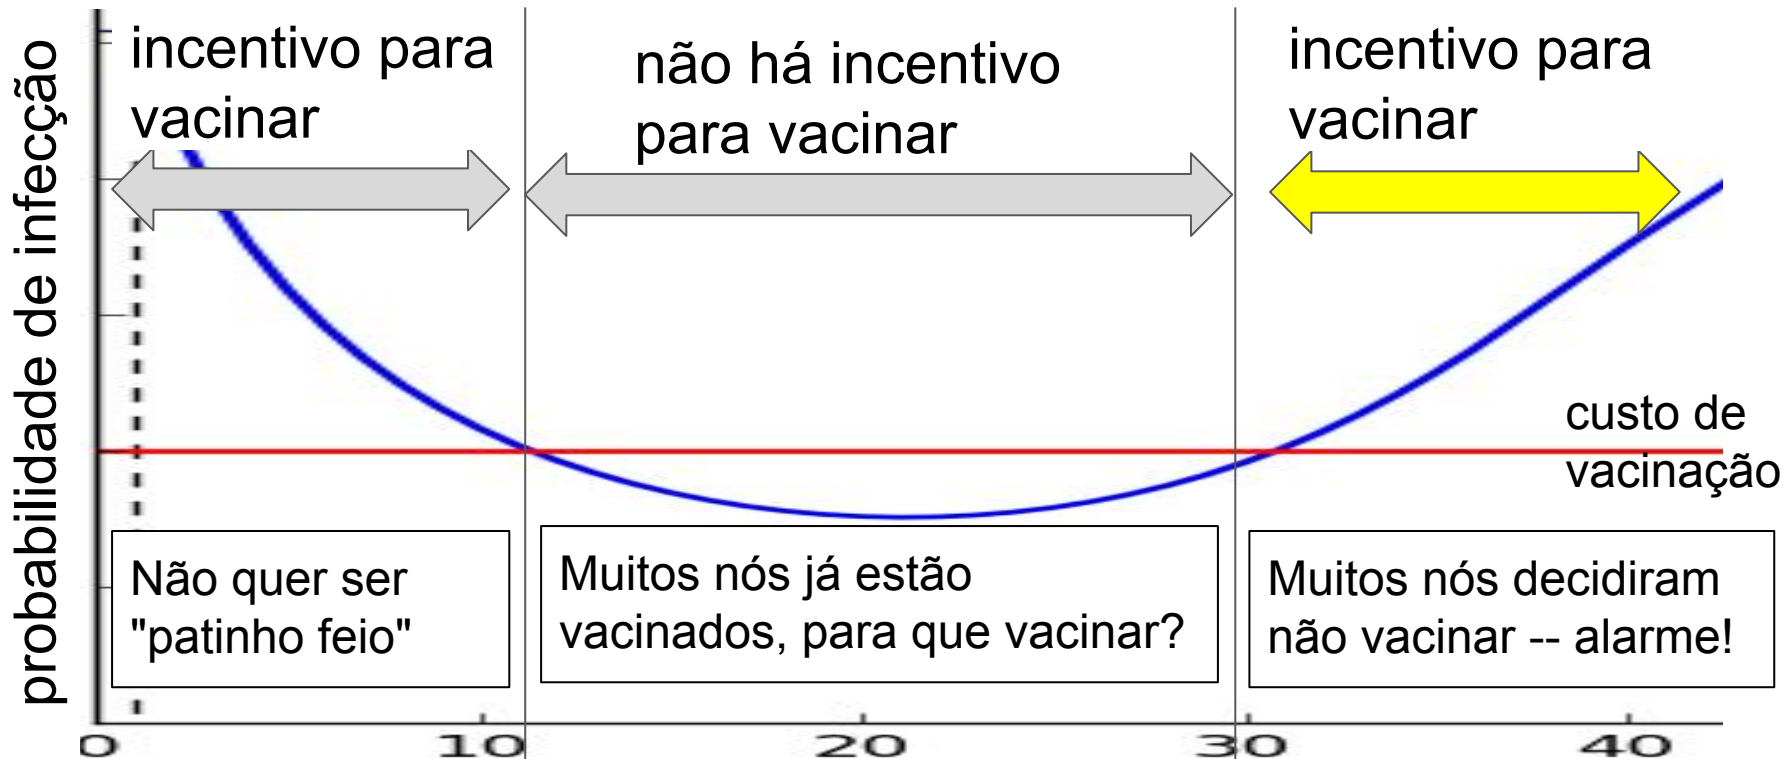 probabilidade de infecção
incentivo para
vacinar
não há incentivo
para vacinar
incentivo para
vacinar
custo de
vacinação
Não quer ser
"patinho feio"
Muitos nós já estão
vacinados, para que vacinar?
Muitos nós decidiram
não vacinar -- alarme!
0 10 20 30 40